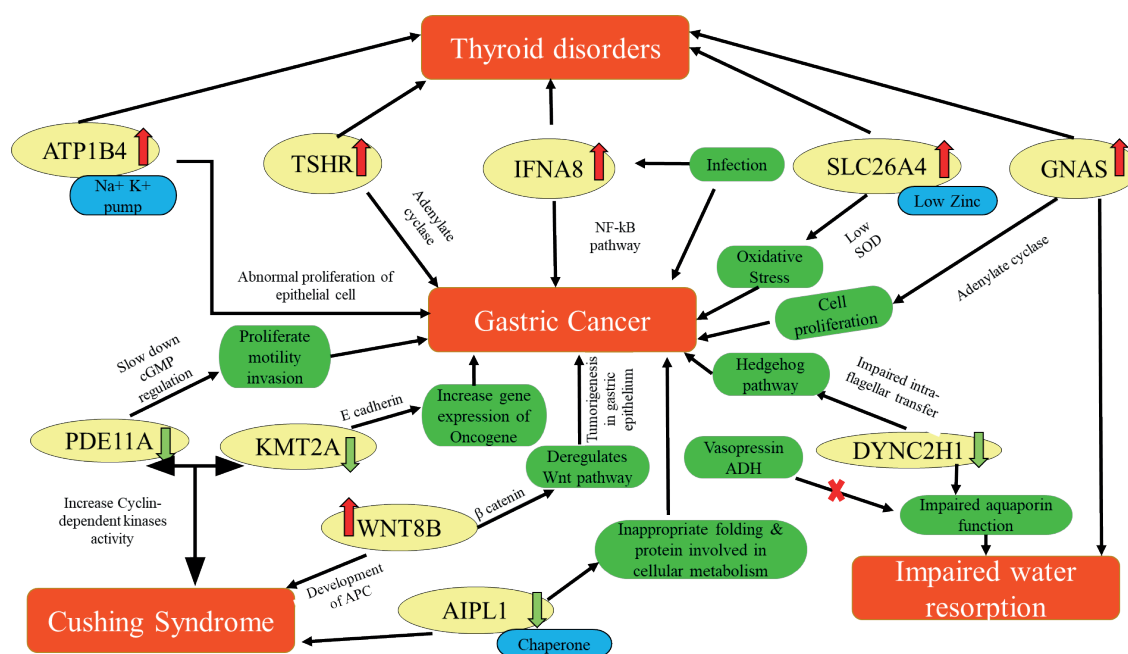 Thyroid disorders
ATP1B4
Na+ K+
pump
TSHR
IFNA8
Infection
SLC26A4
Low Zinc
GNAS
Adenylate
cyclase
NF-kB
pathway
Low
SOD
Oxidative
Stress
Adenylate cyclase
Abnormal proliferation of
epithelial cell
Gastric Cancer
Cell
proliferation
Slow down
cGMP
regulation
Proliferate
motility
invasion
Hedgehog
pathway
Impaired intra-
flagellar transfer
E cadherin
Increase gene
expression of
Oncogene
Tumorigenesis
in gastric
epithelium
PDE11A
KMT2A
Deregulates
Wnt pathway
Vasopressin
ADH
DYNC2H1
Increase Cyclin-
dependent kinases
activity
WNT8B
β catenin
Impaired aquaporin
function
Inappropriate folding &
protein involved in
cellular metabolism
Development
of APC
Cushing Syndrome
AIPL1
Chaperone
Impaired water
resorption